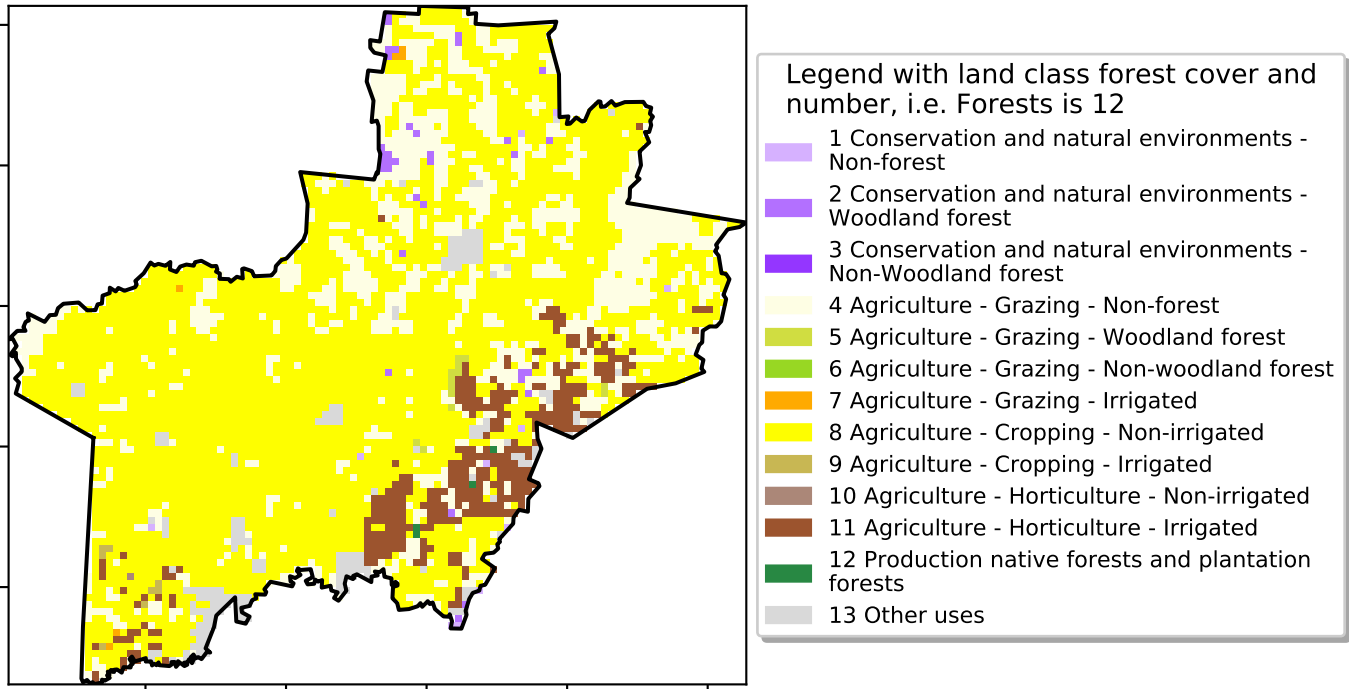 Legend with land class forest cover and
number, i.e. Forests is 12
1 Conservation and natural environments -
Non-forest
2 Conservation and natural environments -
Woodland forest
3 Conservation and natural environments -
Non-Woodland forest
4 Agriculture - Grazing - Non-forest
5 Agriculture - Grazing - Woodland forest
6 Agriculture - Grazing - Non-woodland forest
7 Agriculture - Grazing - Irrigated
8 Agriculture - Cropping - Non-irrigated
9 Agriculture - Cropping - Irrigated
10 Agriculture - Horticulture - Non-irrigated
11 Agriculture - Horticulture - Irrigated
12 Production native forests and plantation
forests
13 Other uses